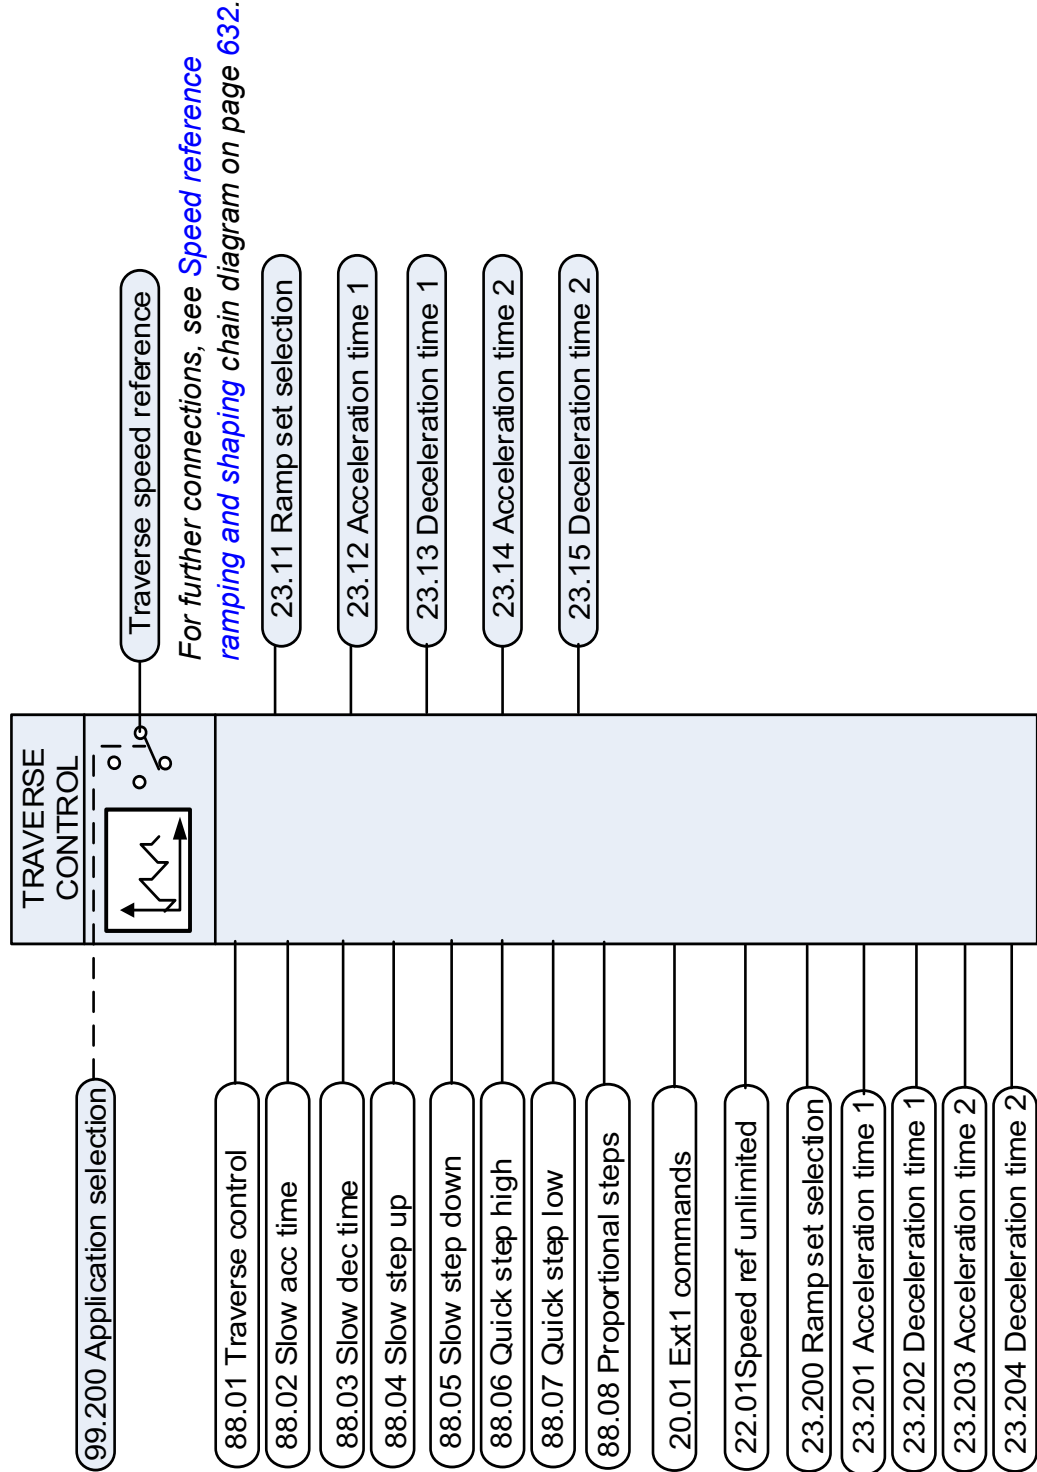 TRAVERSE
CONTROL
99.200 Application selection
88.01 Traverse control
88.02 Slow acc time
88.03 Slow dec time
88.04 Slow step up
88.05 Slow step down
88.06 Quick step high
88.07 Quick step low
88.08 Proportional steps
20.01 Ext1 commands
22.01Speed ref unlimited
23.200 Ramp set selection
23.201 Acceleration time 1
23.202 Deceleration time 1
23.203 Acceleration time 2
23.204 Deceleration time 2
Traverse speed reference
For further connections, see Speed reference
ramping and shaping chain diagram on page 632.
23.11 Ramp set selection
23.12 Acceleration time 1
23.13 Deceleration time 1
23.14 Acceleration time 2
23.15 Deceleration time 2